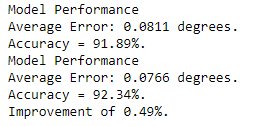 Model Performance
Average Error: 0.0811 degrees.
Accuracy = 91.89%.
Model Performance
Average Error: 0.0766 degrees.
Accuracy = 92.34%.
Improvement of 0.49%.